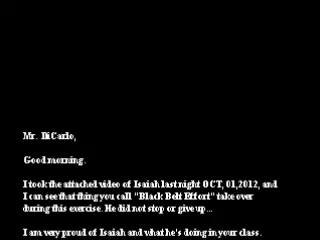 Mr. DiCarlo,
Good morning.
I took the attached video of Isaiah last night OCT, 01,2012, and
I can see that thing you call "Black Belt Effort" take over
during this exercise. He did not stop or give up...
I am very proud of Isaiah and what he's doing in your class.